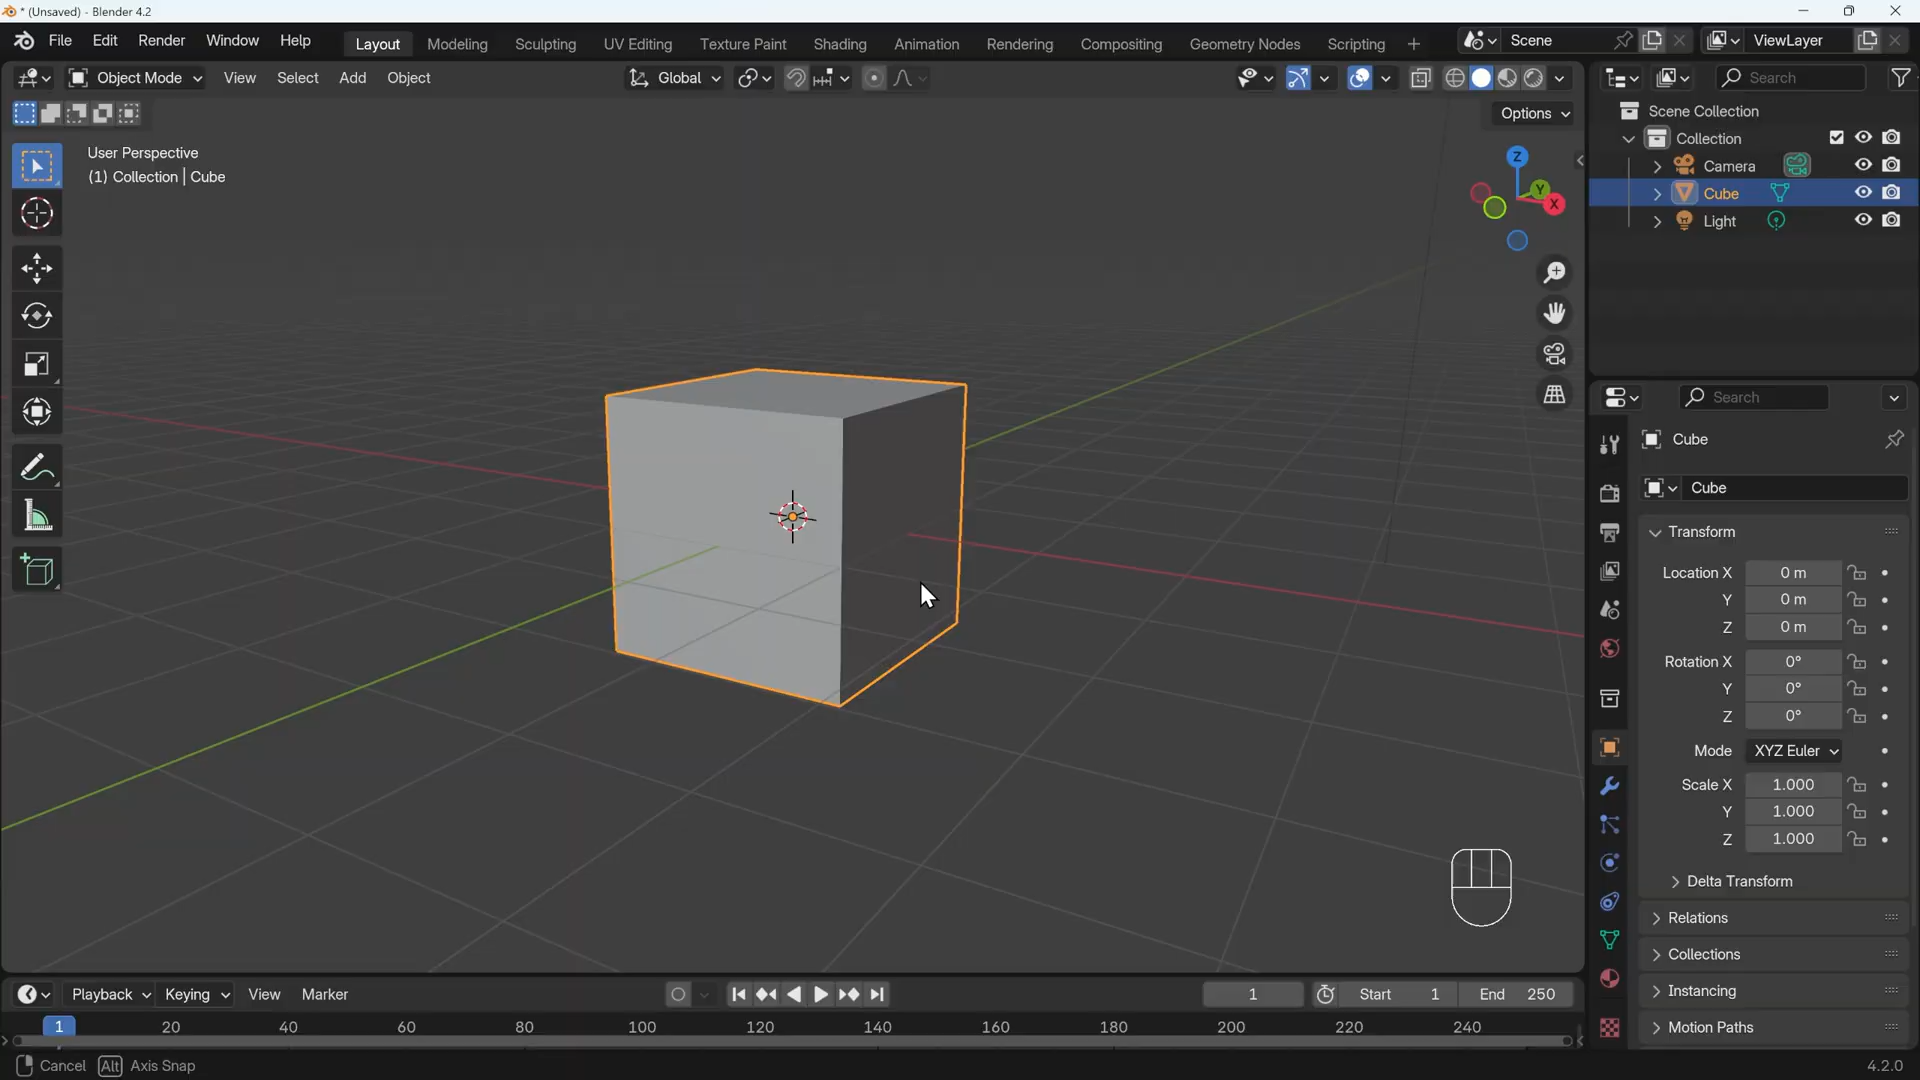 * (Unsaved) - Blender 4.2
File Edit Render Window Help
Layout Modeling Sculpting UV Editing Texture Paint Shading Animation Rendering Compositing Geometry Nodes Scripting +
Scene
ViewLayer
Object Mode View Select Add Object
Global
Search
Options
User Perspective
(1) Collection | Cube
Z
Y
X
Scene Collection
Collection
Camera
Cube
Light
Search
Cube
Cube
Transform
Location X 0 m
Y 0 m
Z 0 m
Rotation X 0°
Y 0°
Z 0°
Mode XYZ Euler
Scale X 1.000
Y 1.000
Z 1.000
Delta Transform
Relations
Collections
Instancing
Motion Paths
Playback Keying View Marker
1
Start 1
End 250
1 20 40 60 80 100 120 140 160 180 200 220 240
Cancel Alt Axis Snap
4.2.0